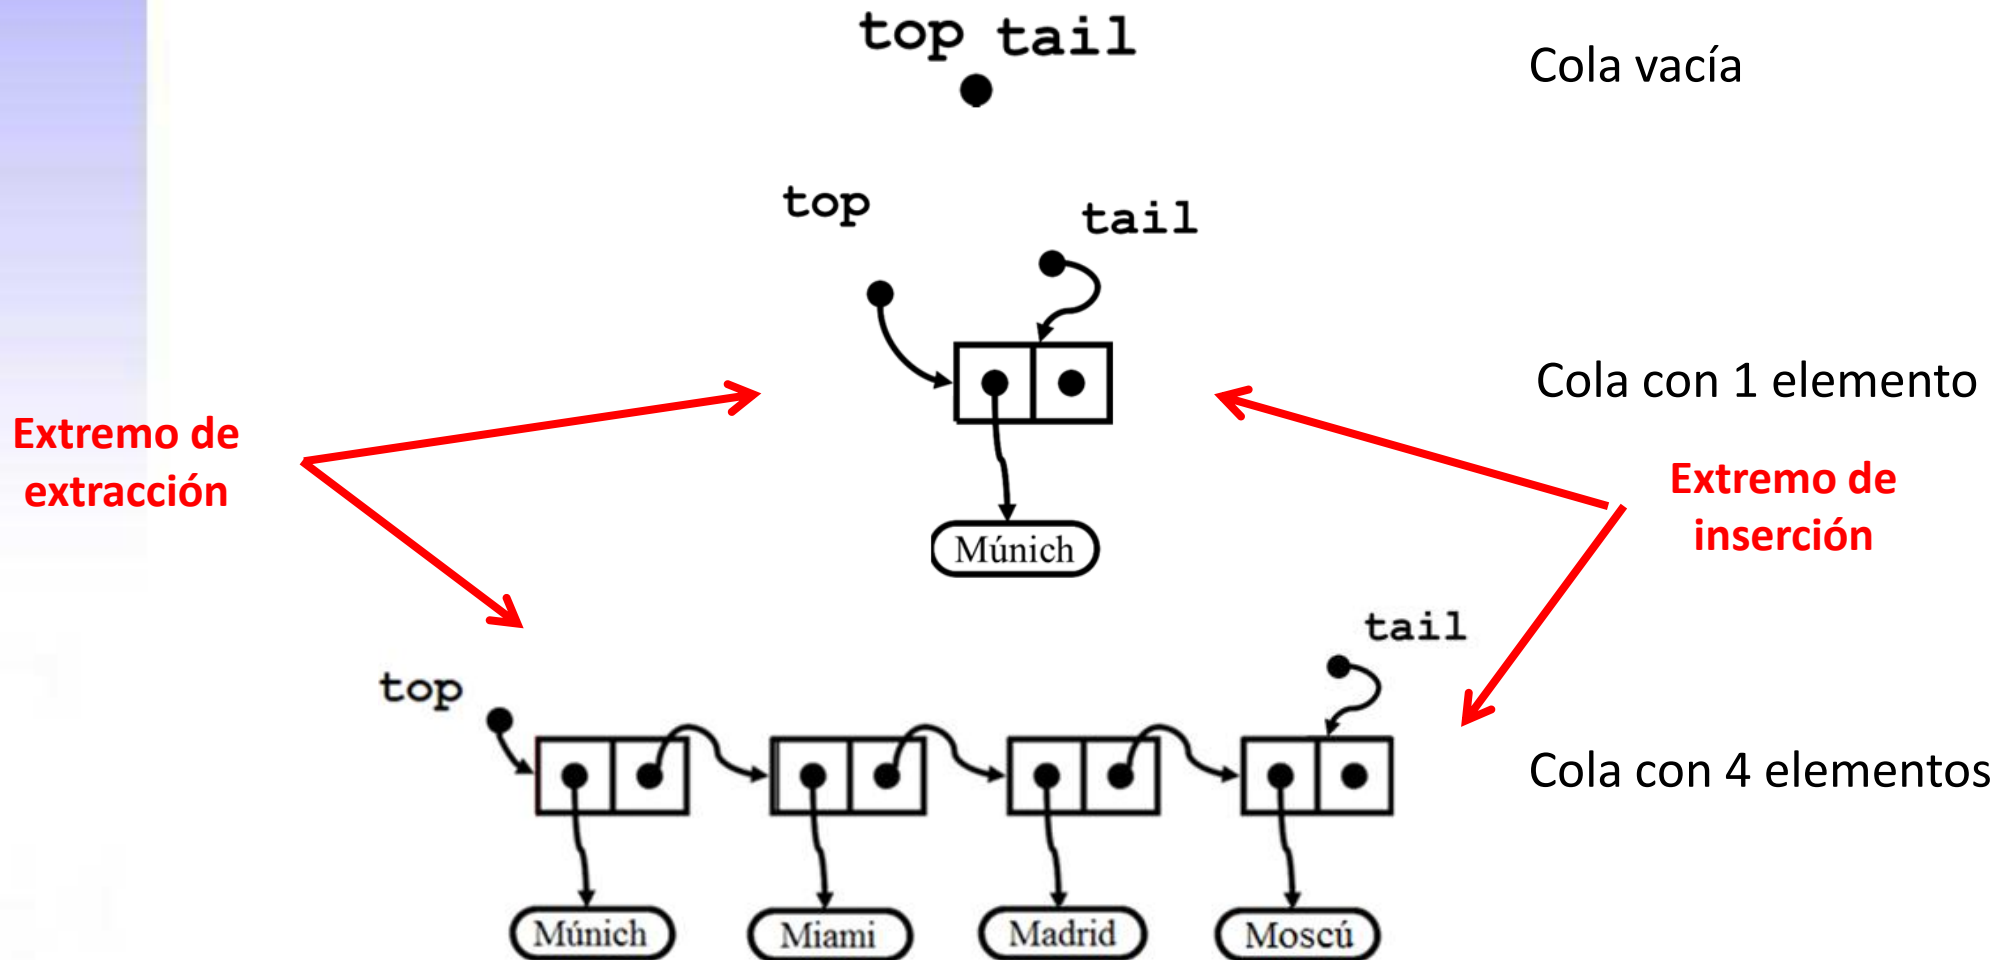 top tail
Cola vacía
top
tail
Cola con 1 elemento
Extremo de
extracción
Extremo de
inserción
Múnich
tail
top
Cola con 4 elementos
Múnich
Miami
Madrid
Moscú